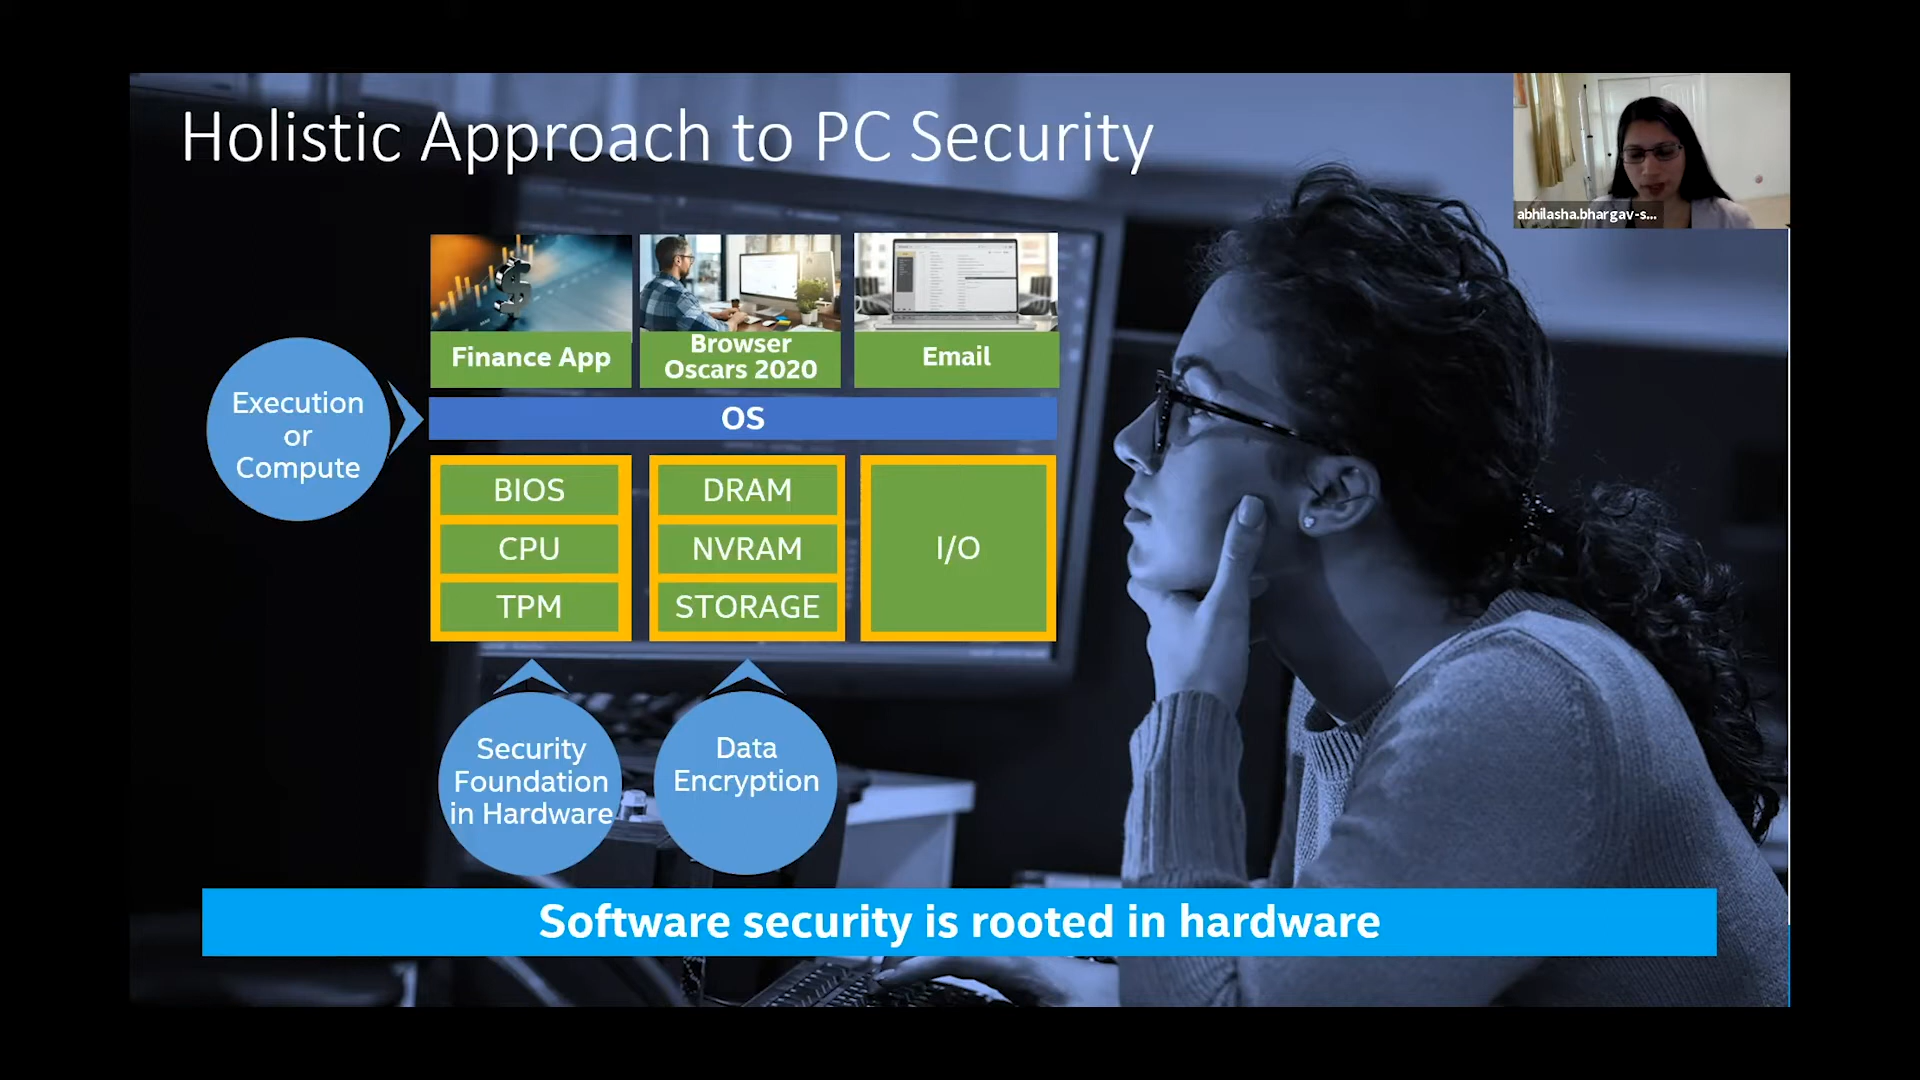 Holistic Approach to PC Security
abhilasha.bhargav-s...
Finance App
Browser
Oscars 2020
Email
Execution
or
Compute
OS
BIOS
DRAM
I/O
CPU
NVRAM
TPM
STORAGE
Security
Foundation
in Hardware
Data
Encryption
Software security is rooted in hardware